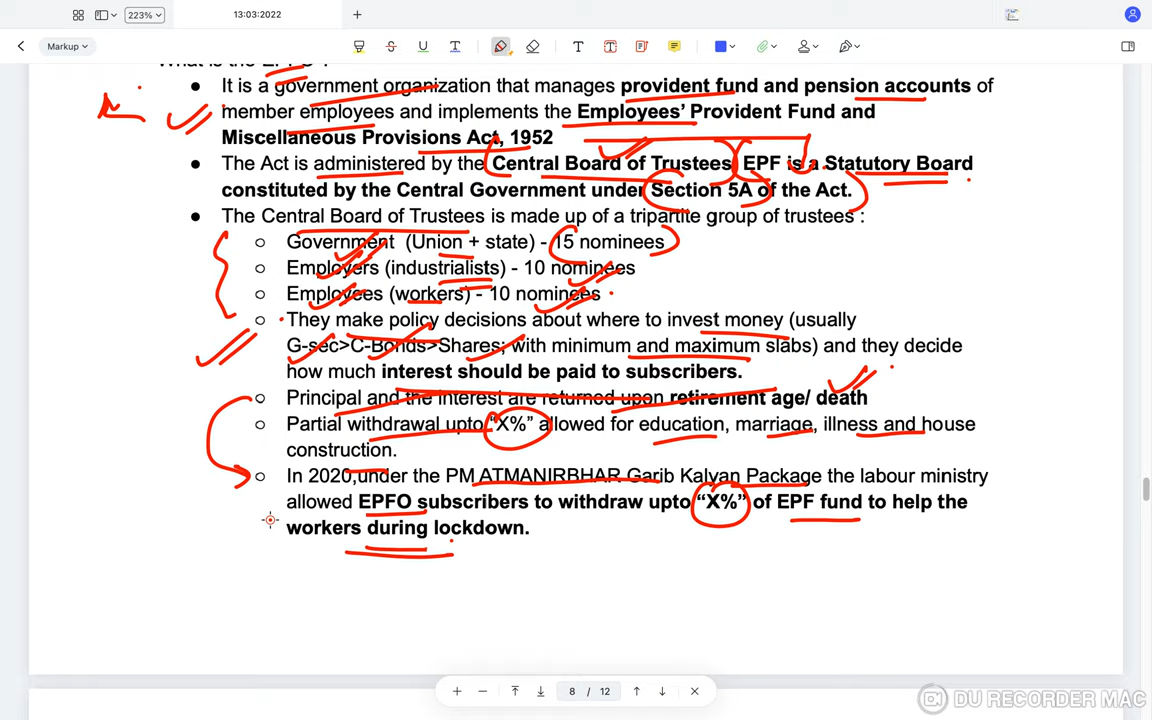 223%
13:03:2022
Markup
What is the EPFO ?
It is a government organization that manages provident fund and pension accounts of
member employees and implements the Employees' Provident Fund and
Miscellaneous Provisions Act, 1952
The Act is administered by the Central Board of Trustees, EPF is a Statutory Board
constituted by the Central Government under Section 5A of the Act.
The Central Board of Trustees is made up of a tripartite group of trustees :
Government (Union + state) - 15 nominees
Employers (industrialists) - 10 nominees
Employees (workers) - 10 nominees
They make policy decisions about where to invest money (usually
G-sec>C-Bonds>Shares; with minimum and maximum slabs) and they decide
how much interest should be paid to subscribers.
Principal and the interest are returned upon retirement age/ death
Partial withdrawal upto “X%” allowed for education, marriage, illness and house
construction.
In 2020,under the PM ATMANIRBHAR Garib Kalyan Package the labour ministry
allowed EPFO subscribers to withdraw upto “X%” of EPF fund to help the
workers during lockdown.
8 / 12
DU RECORDER MAC